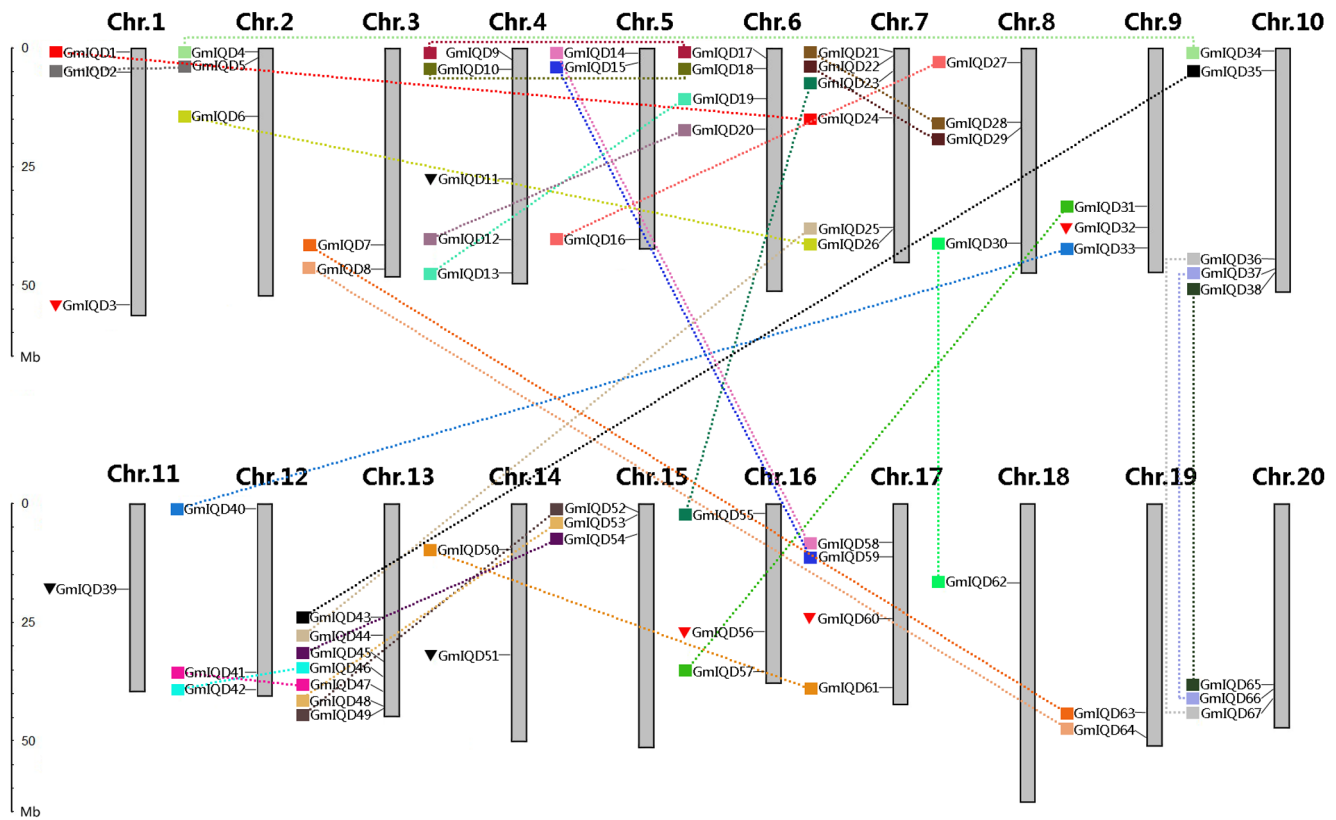 Chr.1 Chr.2 Chr.3 Chr.4 Chr.5 Chr.6 Chr.7 Chr.8 Chr.9 Chr.10
0
25
50
Mb
GmIQD1
GmIQD2
GmIQD3
GmIQD4
GmIQD5
GmIQD6
GmIQD7
GmIQD8
GmIQD9
GmIQD10
GmIQD11
GmIQD12
GmIQD13
GmIQD14
GmIQD15
GmIQD16
GmIQD17
GmIQD18
GmIQD19
GmIQD20
GmIQD21
GmIQD22
GmIQD23
GmIQD24
GmIQD25
GmIQD26
GmIQD27
GmIQD28
GmIQD29
GmIQD30
GmIQD31
GmIQD32
GmIQD33
GmIQD34
GmIQD35
GmIQD36
GmIQD37
GmIQD38
Chr.11 Chr.12 Chr.13 Chr.14 Chr.15 Chr.16 Chr.17 Chr.18 Chr.19 Chr.20
0
25
50
Mb
GmIQD39
GmIQD40
GmIQD41
GmIQD42
GmIQD43
GmIQD44
GmIQD45
GmIQD46
GmIQD47
GmIQD48
GmIQD49
GmIQD50
GmIQD51
GmIQD52
GmIQD53
GmIQD54
GmIQD55
GmIQD56
GmIQD57
GmIQD58
GmIQD59
GmIQD60
GmIQD61
GmIQD62
GmIQD63
GmIQD64
GmIQD65
GmIQD66
GmIQD67